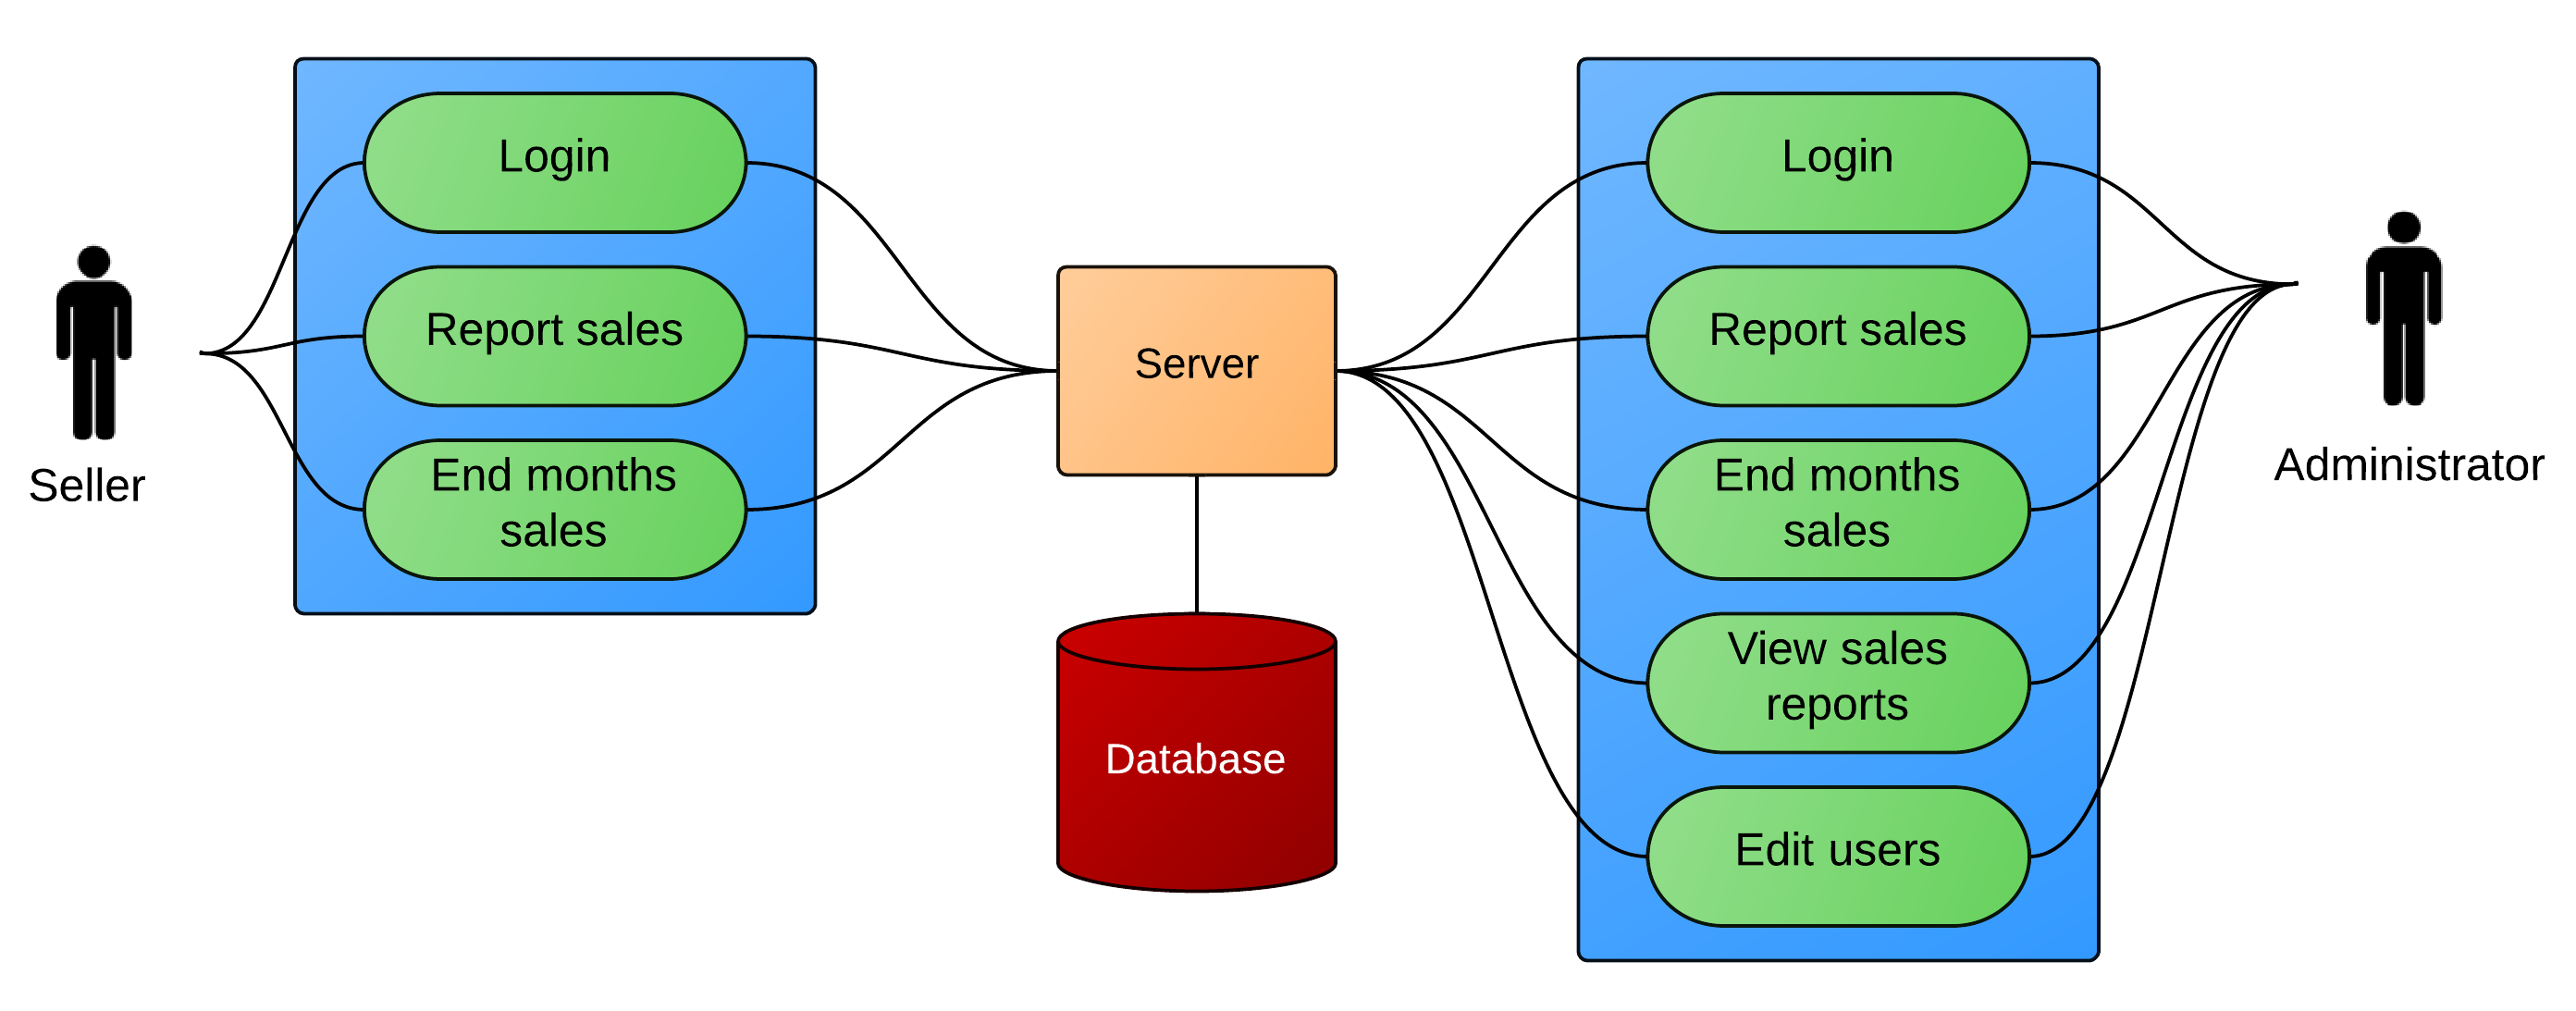 Seller
Login
Report sales
End months
sales
Server
Database
Login
Report sales
End months
sales
View sales
reports
Edit users
Administrator